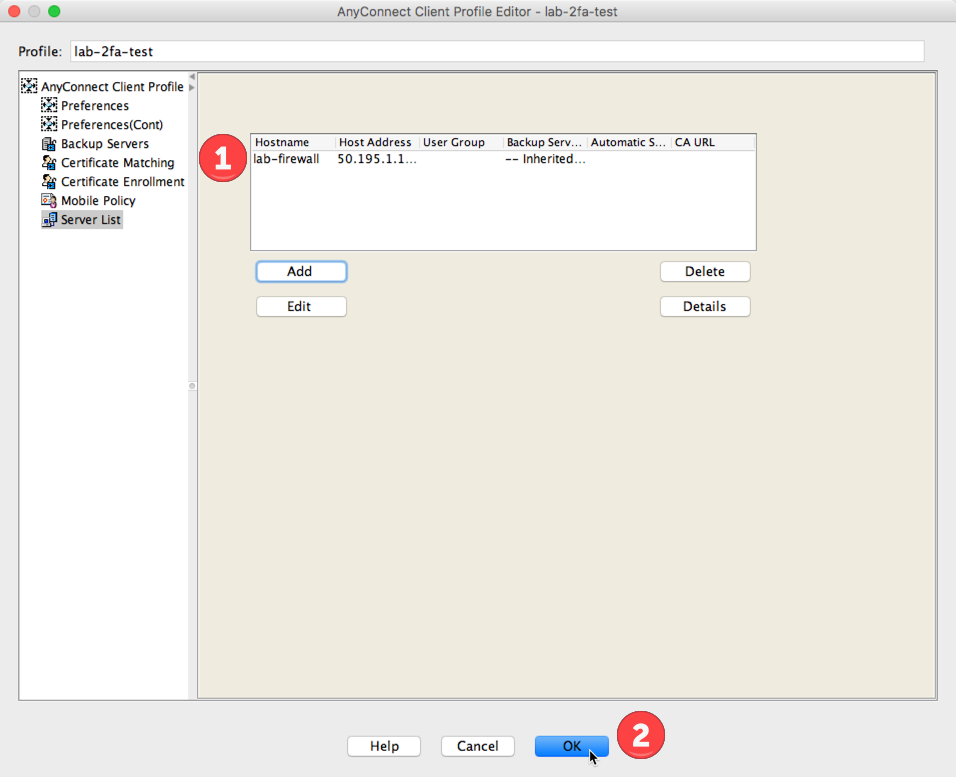 AnyConnect Client Profile Editor - lab-2fa-test
Profile: lab-2fa-test
AnyConnect Client Profile
Preferences
Preferences(Cont)
Backup Servers
Certificate Matching
Certificate Enrollment
Mobile Policy
Server List
1
Hostname Host Address User Group Backup Serv... Automatic S... CA URL
lab-firewall 50.195.1.1... -- Inherited...
Add Delete
Edit Details
Help Cancel OK 2